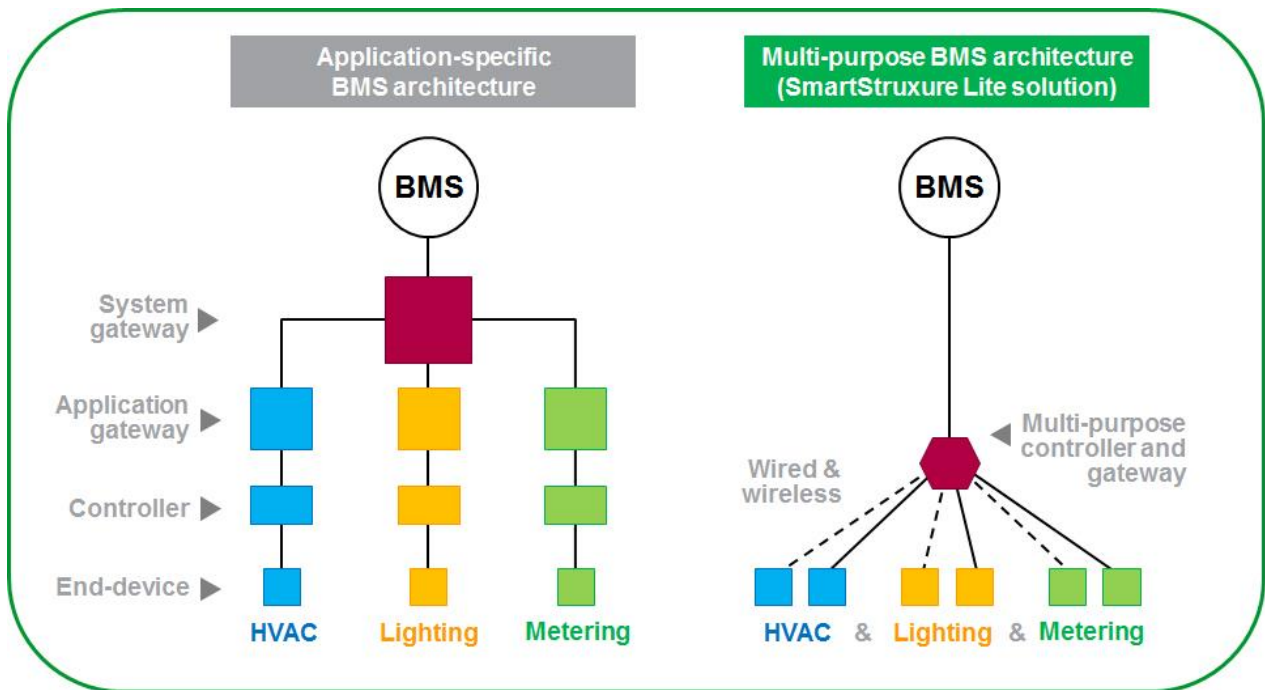 Application-specific
BMS architecture
Multi-purpose BMS architecture
(SmartStruxure Lite solution)
BMS
BMS
System
gateway
Application
gateway
Controller
End-device
HVAC
Lighting
Metering
Wired &
wireless
Multi-purpose
controller and
gateway
HVAC & Lighting & Metering